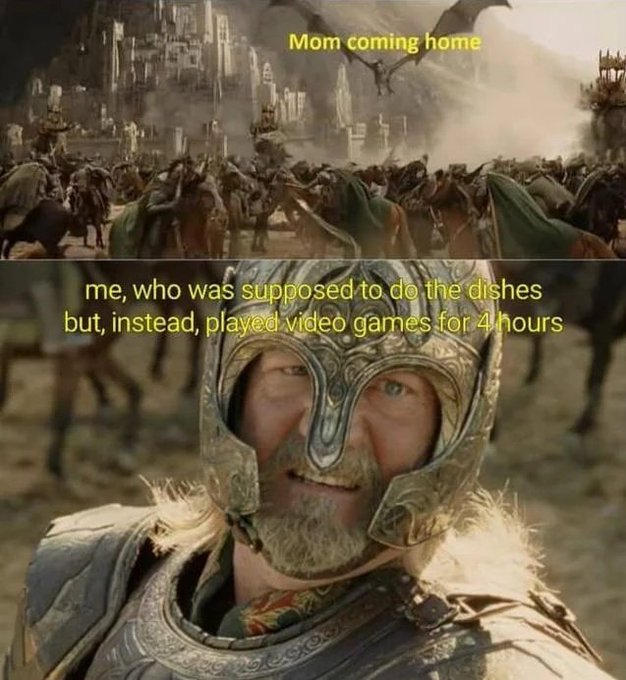 Mom coming home
me, who was supposed to do the dishes
but, instead, played video games for 4 hours